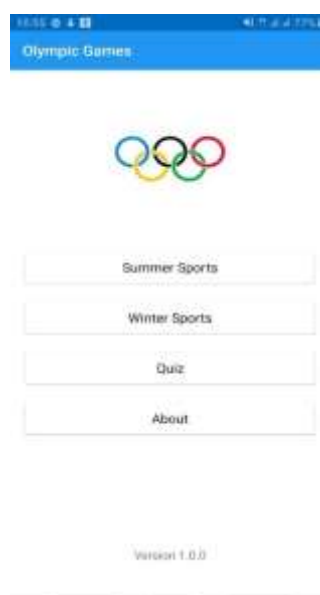 Olympic Games
Summer Sports
Winter Sports
Quiz
About
Version 1.0.0